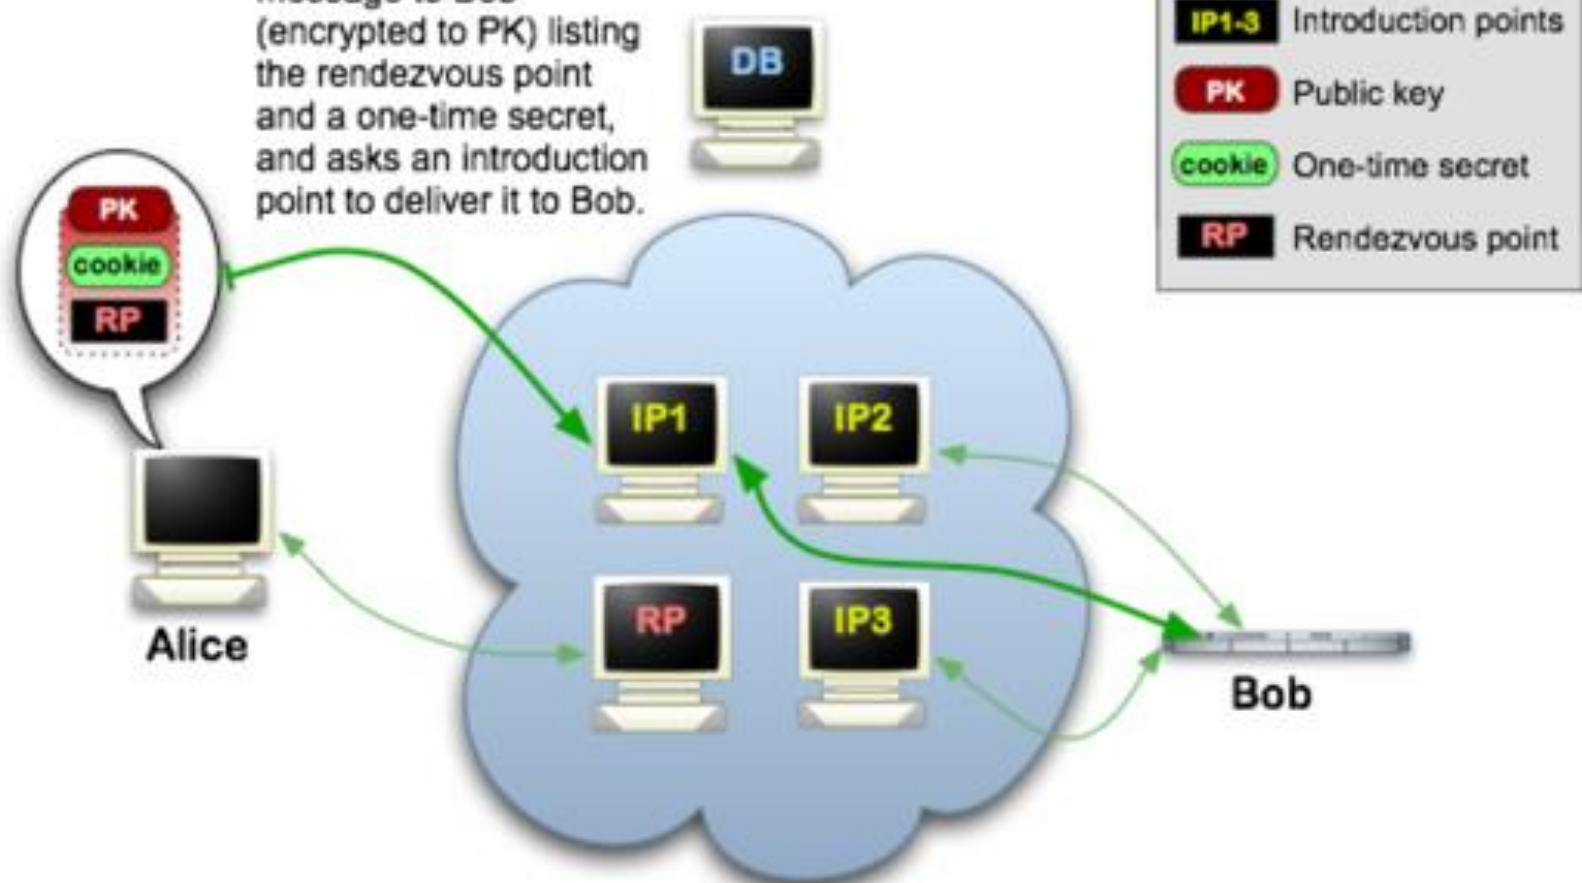 (encrypted to PK) listing
the rendezvous point
and a one-time secret,
and asks an introduction
point to deliver it to Bob.
DB
IP1-3 Introduction points
PK Public key
cookie One-time secret
RP Rendezvous point
PK
cookie
RP
IP1
IP2
RP
IP3
Alice
Bob